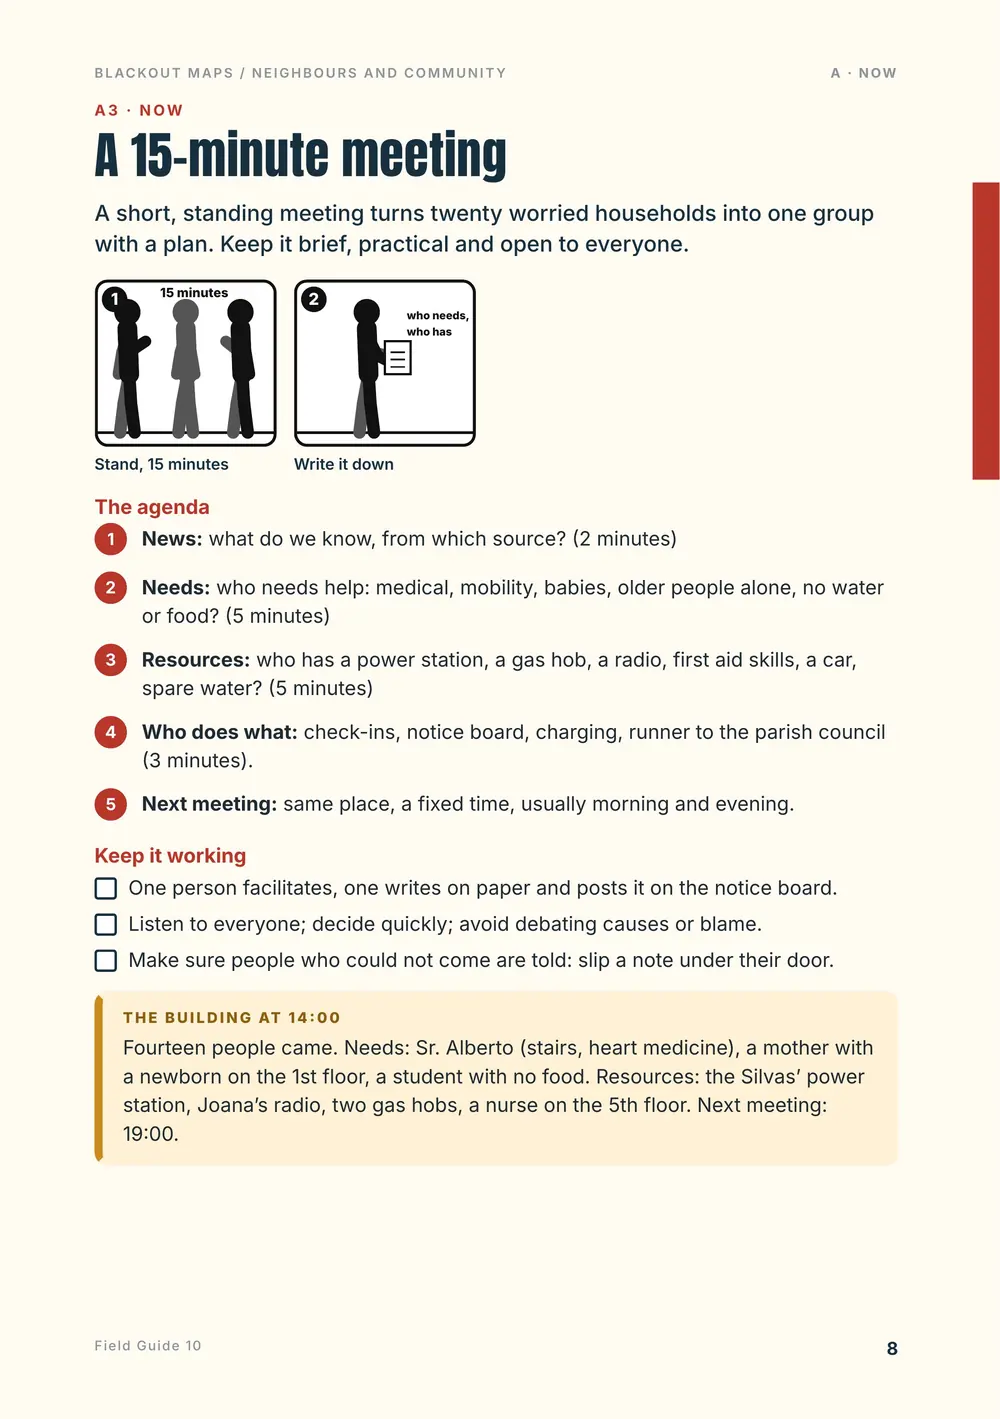 BLACKOUT MAPS / NEIGHBOURS AND COMMUNITY
A · NOW
A3 · NOW
A 15-minute meeting
A short, standing meeting turns twenty worried households into one group
with a plan. Keep it brief, practical and open to everyone.
1
15 minutes
2
who needs,
who has
Stand, 15 minutes
Write it down
The agenda
1 News: what do we know, from which source? (2 minutes)
2 Needs: who needs help: medical, mobility, babies, older people alone, no water
or food? (5 minutes)
3 Resources: who has a power station, a gas hob, a radio, first aid skills, a car,
spare water? (5 minutes)
4 Who does what: check-ins, notice board, charging, runner to the parish council
(3 minutes).
5 Next meeting: same place, a fixed time, usually morning and evening.
Keep it working
One person facilitates, one writes on paper and posts it on the notice board.
Listen to everyone; decide quickly; avoid debating causes or blame.
Make sure people who could not come are told: slip a note under their door.
THE BUILDING AT 14:00
Fourteen people came. Needs: Sr. Alberto (stairs, heart medicine), a mother with
a newborn on the 1st floor, a student with no food. Resources: the Silvas’ power
station, Joana’s radio, two gas hobs, a nurse on the 5th floor. Next meeting:
19:00.
Field Guide 10
8